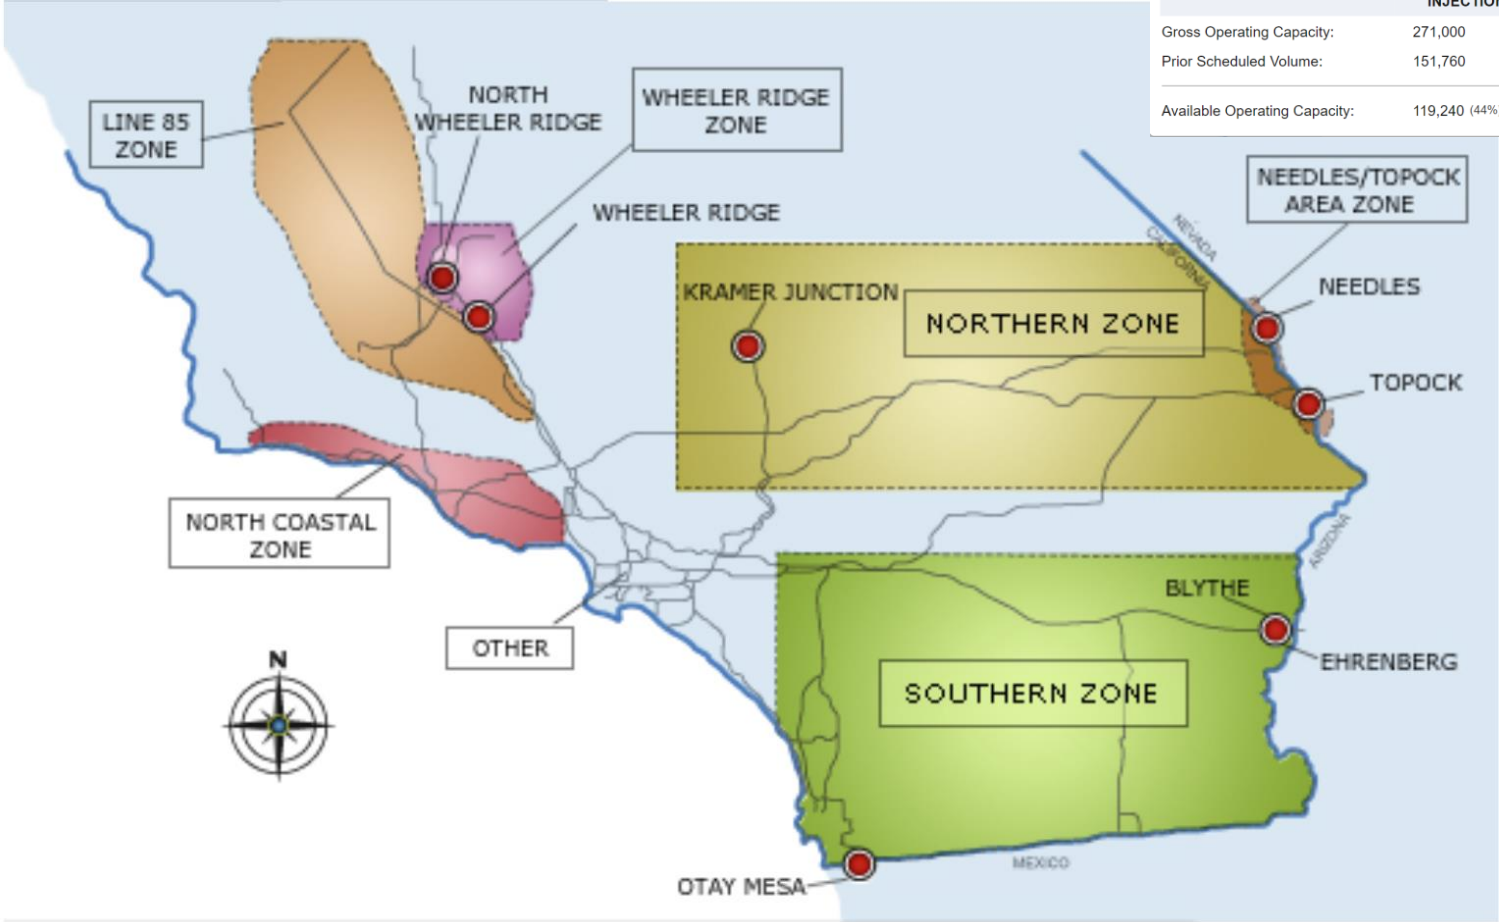 INJECTION
Gross Operating Capacity: 271,000
Prior Scheduled Volume: 151,760
Available Operating Capacity: 119,240 (44%
LINE 85
ZONE
NORTH
WHEELER RIDGE
WHEELER RIDGE
ZONE
WHEELER RIDGE
NEEDLES/TOPOCK
AREA ZONE
NEVADA
CALIFORNIA
NEEDLES
KRAMER JUNCTION
NORTHERN ZONE
TOPOCK
NORTH COASTAL
ZONE
ARIZONA
BLYTHE
OTHER
EHRENBERG
N
SOUTHERN ZONE
MEXICO
OTAY MESA